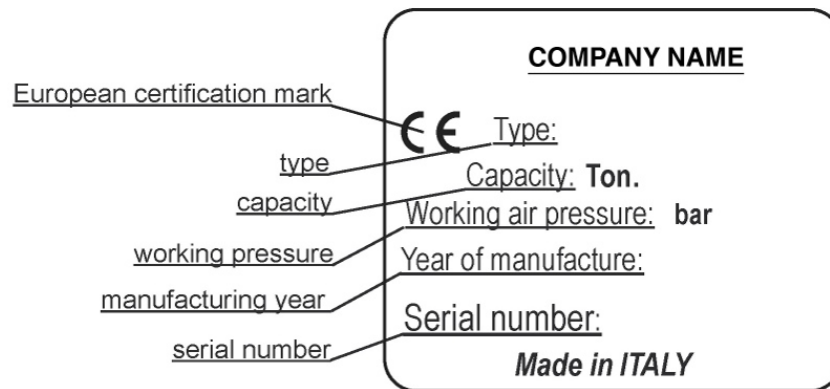 COMPANY NAME
European certification mark
CE Type:
type
Capacity: Ton.
capacity
Working air pressure: bar
working pressure
Year of manufacture:
manufacturing year
Serial number:
serial number
Made in ITALY